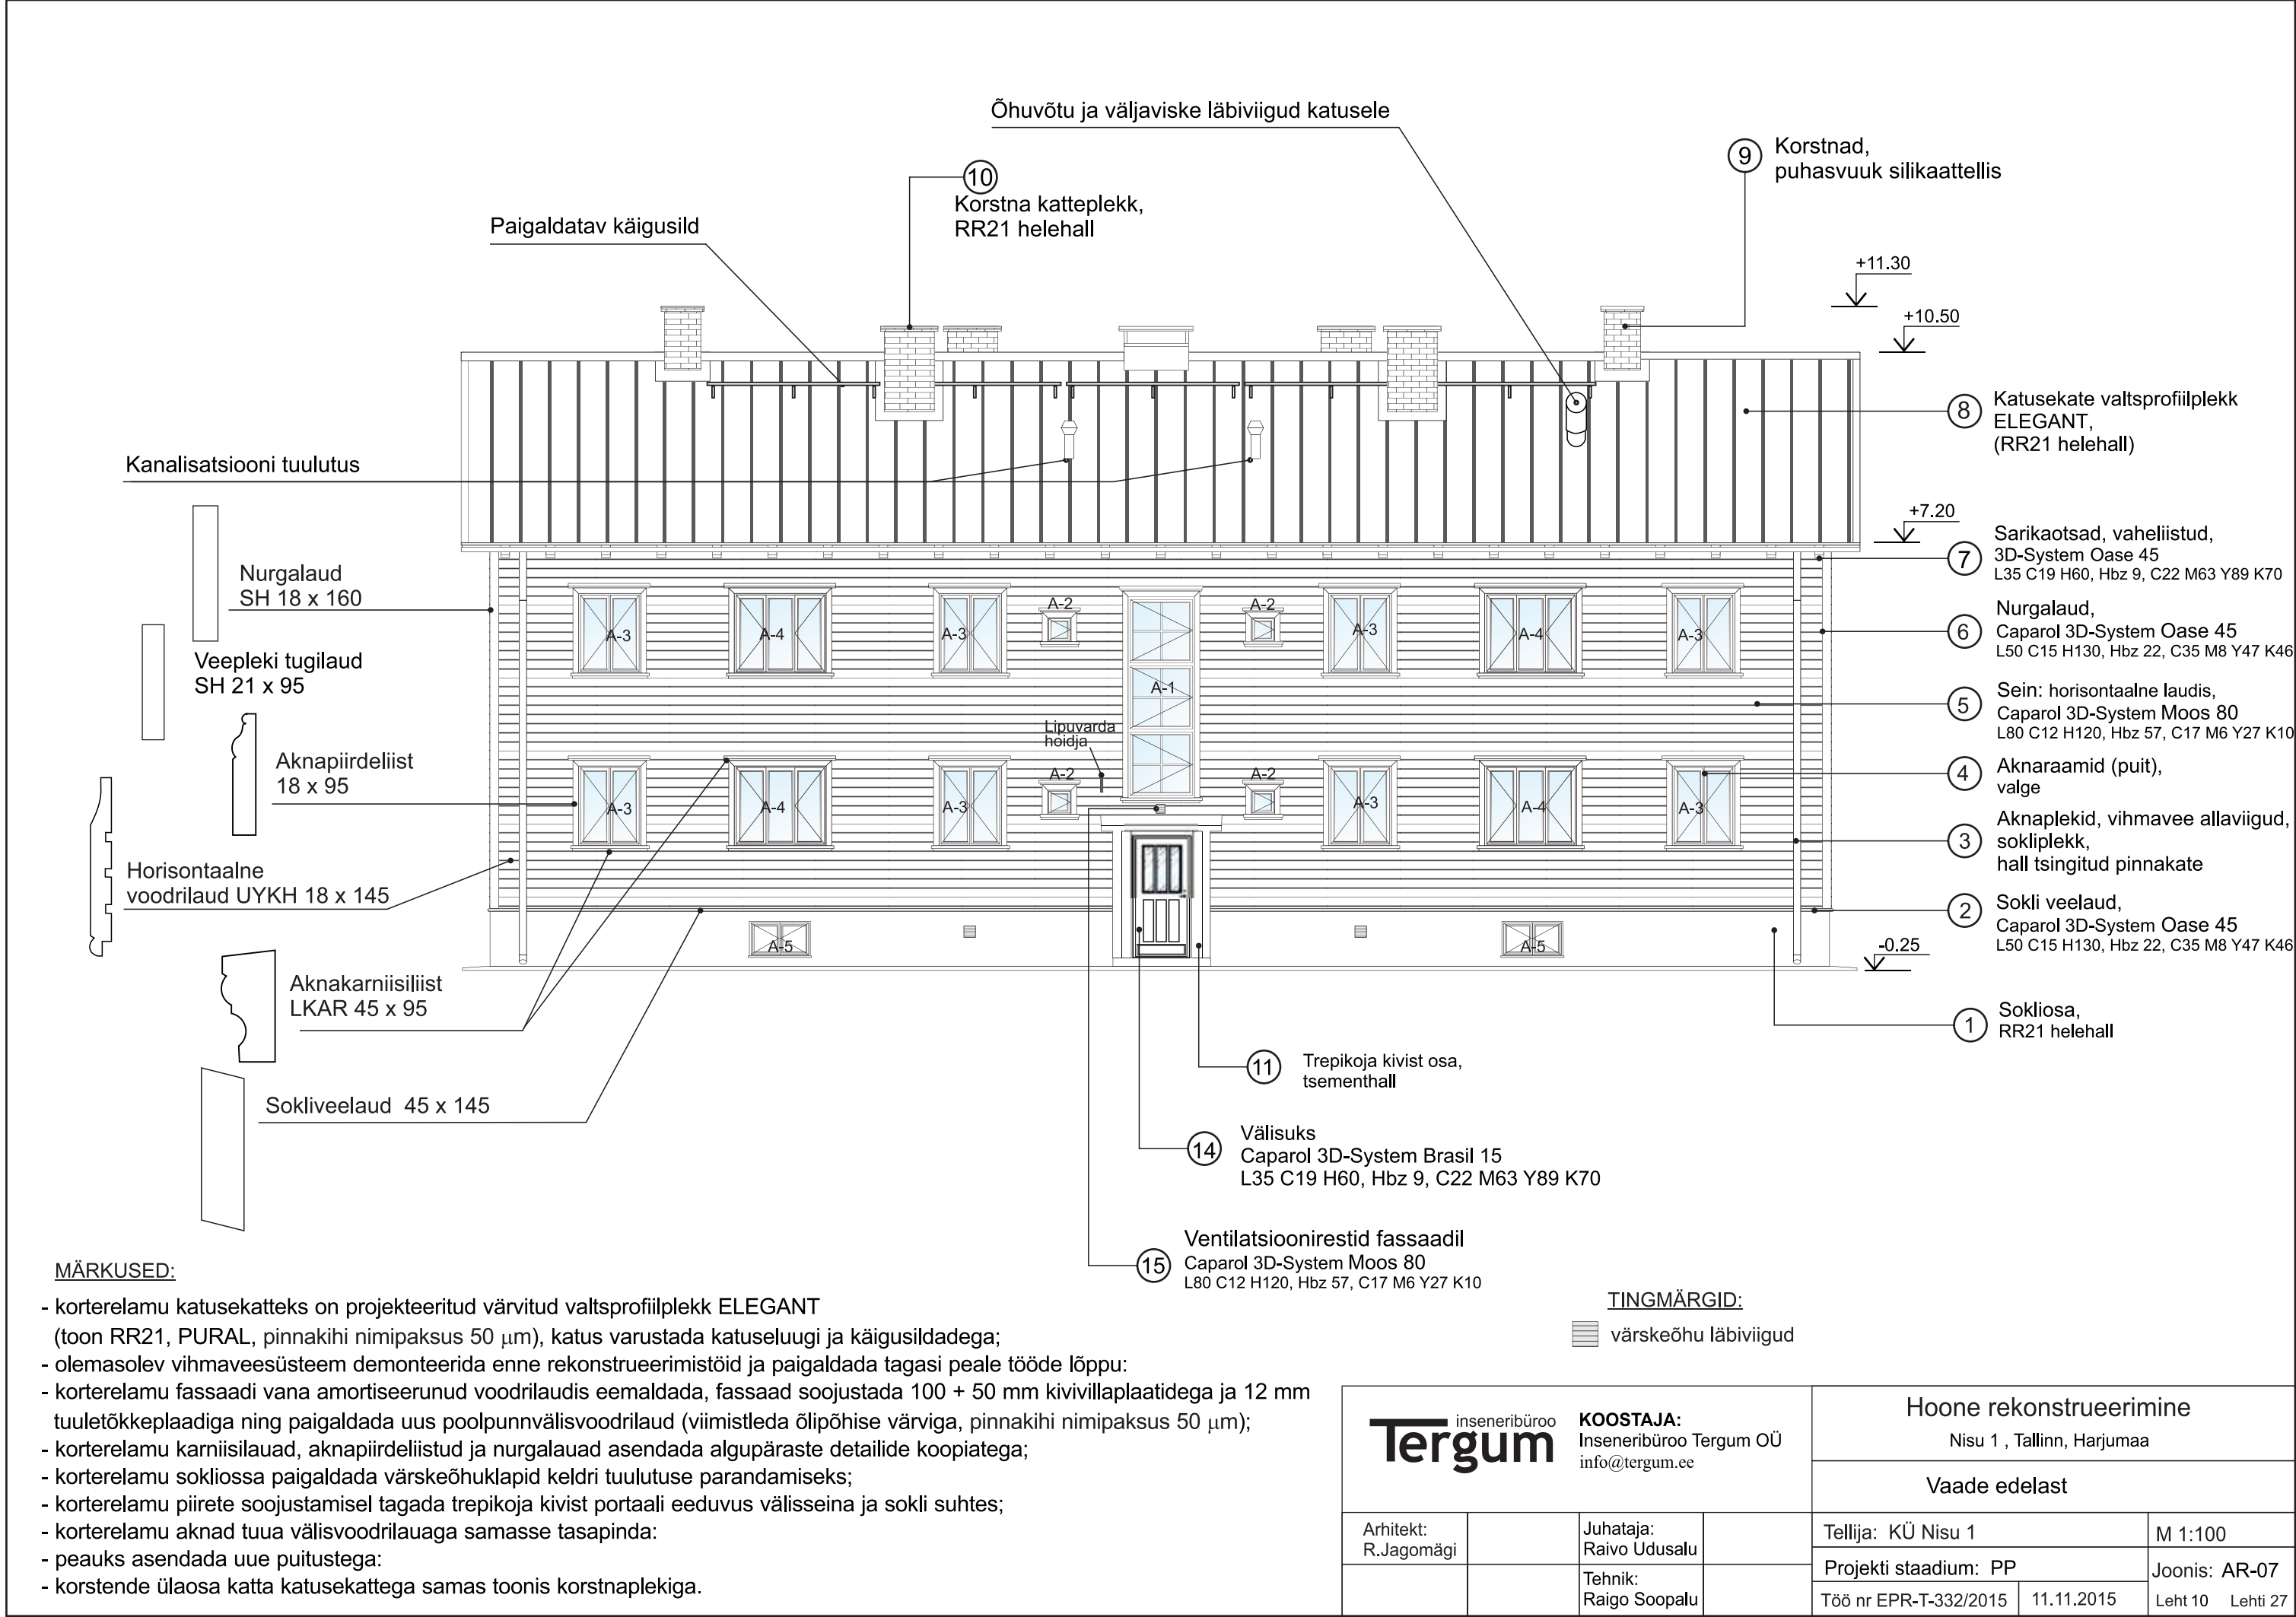 Õhuvõtu ja väljaviske läbiviigud katusele
9
Korstnad,
puhasvuuk silikaattellis
10
Korstna katteplekk,
RR21 helehall
Paigaldatav käigusild
+11.30
+10.50
8
Katusekate valtsprofiilplekk
ELEGANT,
(RR21 helehall)
Kanalisatsiooni tuulutus
+7.20
7
Sarikaotsad, vaheliistud,
3D-System Oase 45
L35 C19 H60, Hbz 9, C22 M63 Y89 K70
Nurgalaud
SH 18 x 160
6
Nurgalaud,
Caparol 3D-System Oase 45
L50 C15 H130, Hbz 22, C35 M8 Y47 K46
A-3
A-4
A-3
A-2
A-2
A-3
A-4
A-3
Veepleki tugilaud
SH 21 x 95
A-1
5
Sein: horisontaalne laudis,
Caparol 3D-System Moos 80
L80 C12 H120, Hbz 57, C17 M6 Y27 K10
Lipuvarda
hoidja
Aknapiirdeliist
18 x 95
4
Aknaraamid (puit),
valge
A-3
A-4
A-3
A-2
A-2
A-3
A-4
A-3
3
Aknaplekid, vihmavee allaviigud,
sokliplekk,
hall tsingitud pinnakate
Horisontaalne
voodrilaud UYKH 18 x 145
2
Sokli veelaud,
Caparol 3D-System Oase 45
L50 C15 H130, Hbz 22, C35 M8 Y47 K46
A-5
A-5
-0.25
Aknakarniisiliist
LKAR 45 x 95
1
Sokliosa,
RR21 helehall
11
Trepikoja kivist osa,
tsementhall
Sokliveelaud 45 x 145
14
Välisuks
Caparol 3D-System Brasil 15
L35 C19 H60, Hbz 9, C22 M63 Y89 K70
15
Ventilatsioonirestid fassaadil
Caparol 3D-System Moos 80
L80 C12 H120, Hbz 57, C17 M6 Y27 K10
MÄRKUSED:
- korterelamu katusekatteks on projekteeritud värvitud valtsprofiilplekk ELEGANT
(toon RR21, PURAL, pinnakihi nimipaksus 50 μm), katus varustada katuseluugi ja käigusildadega;
- olemasolev vihmaveesüsteem demonteerida enne rekonstrueerimistöid ja paigaldada tagasi peale tööde lõppu:
- korterelamu fassaadi vana amortiseerunud voodrilaudis eemaldada, fassaad soojustada 100 + 50 mm kivivillaplaatidega ja 12 mm
tuuletõkkeplaadiga ning paigaldada uus poolpunnvälisvoodrilaud (viimistleda õlipõhise värviga, pinnakihi nimipaksus 50 μm);
- korterelamu karniisilauad, aknapiirdeliistud ja nurgalauad asendada algupäraste detailide koopiatega;
- korterelamu sokliossa paigaldada värskeõhuklapid keldri tuulutuse parandamiseks;
- korterelamu piirete soojustamisel tagada trepikoja kivist portaali eeduvus välisseina ja sokli suhtes;
- korterelamu aknad tuua välisvoodrilauaga samasse tasapinda:
- peauks asendada uue puitustega:
- korstende ülaosa katta katusekattega samas toonis korstnaplekiga.
TINGMÄRGID:
värskeõhu läbiviigud
inseneribüroo
Tergum
KOOSTAJA:
Inseneribüroo Tergum OÜ
info@tergum.ee
Hoone rekonstrueerimine
Nisu 1 , Tallinn, Harjumaa
Vaade edelast
Arhitekt:
R.Jagomägi
Juhataja:
Raivo Udusalu
Tehnik:
Raigo Soopalu
Tellija: KÜ Nisu 1
M 1:100
Projekti staadium: PP
Joonis: AR-07
Töö nr EPR-T-332/2015
11.11.2015
Leht 10 Lehti 27